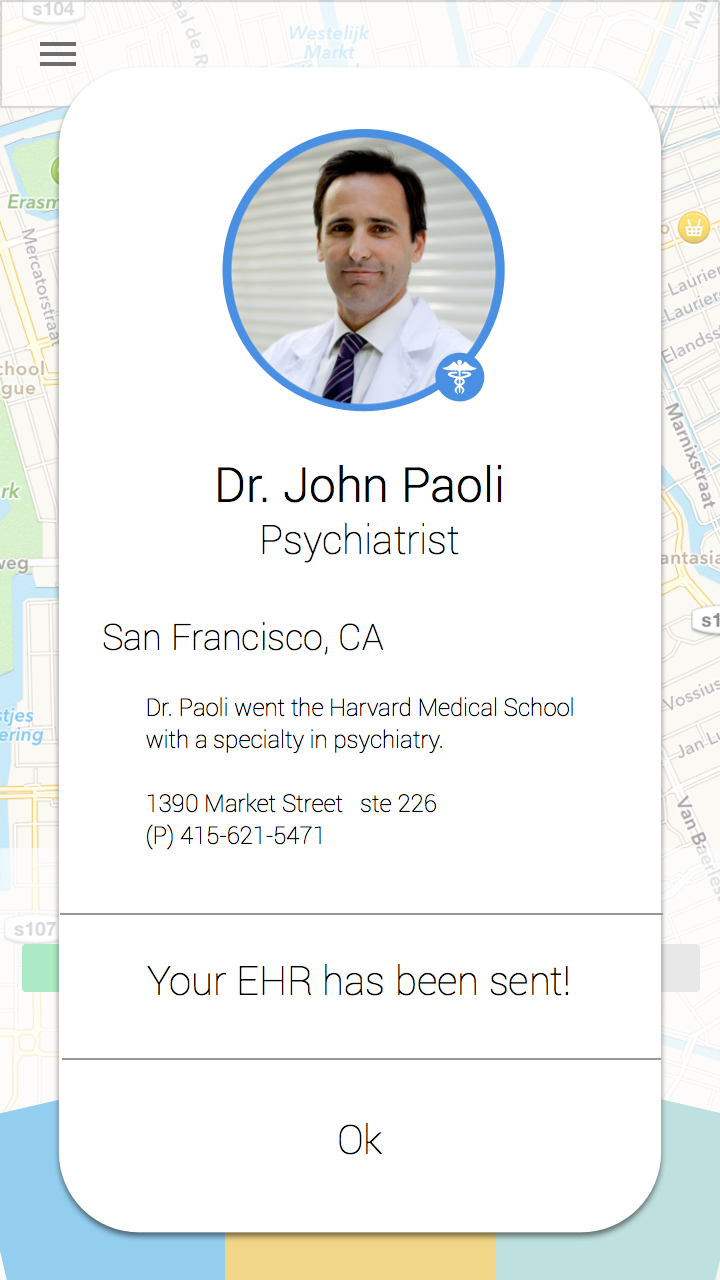 s104
Westelijk
Markt
Erasm
Mercatorstraat
chool
gue
rk
weg
stjes
ering
s107
Laurier
Laurier
Elandss
Marnixstraat
antasia
s1
Vossius
Jan Lu
Van Baerles
Dr. John Paoli
Psychiatrist
San Francisco, CA
Dr. Paoli went the Harvard Medical School
with a specialty in psychiatry.
1390 Market Street ste 226
(P) 415-621-5471
Your EHR has been sent!
Ok